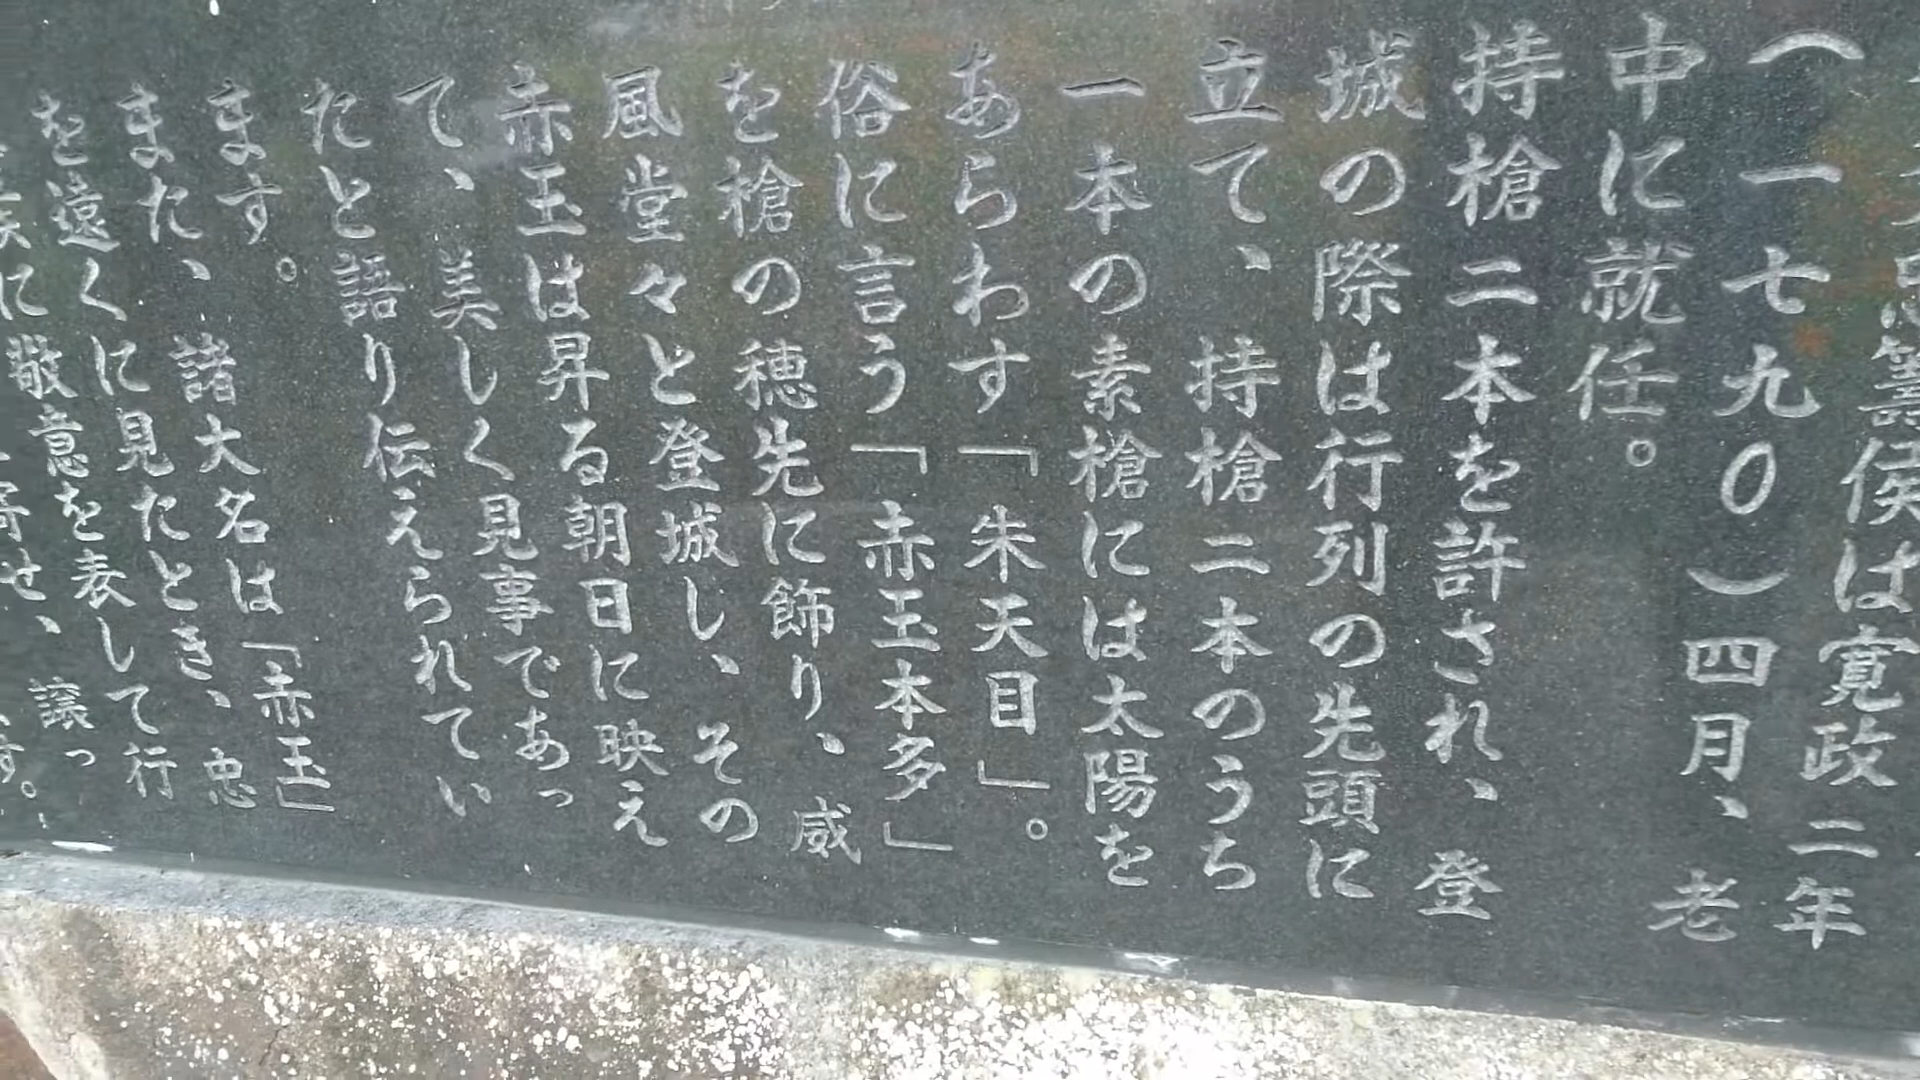 忠籌侯は寛政二年
（一七九0）四月、老
中に就任。
持槍二本を許され、登
城の際は行列の先頭に
立て、持槍二本のうち
一本の素槍には太陽を
あらわす「朱天目」。
俗に言う「赤玉本多」
を槍の穂先に飾り、威
風堂々と登城し、その
赤玉は昇る朝日に映え
て、美しく見事であっ
たと語り伝えられてい
ます。
また、諸大名は「赤玉」
を遠くに見たとき、忠
に敬意を表して行
寄せ、譲っ
す。